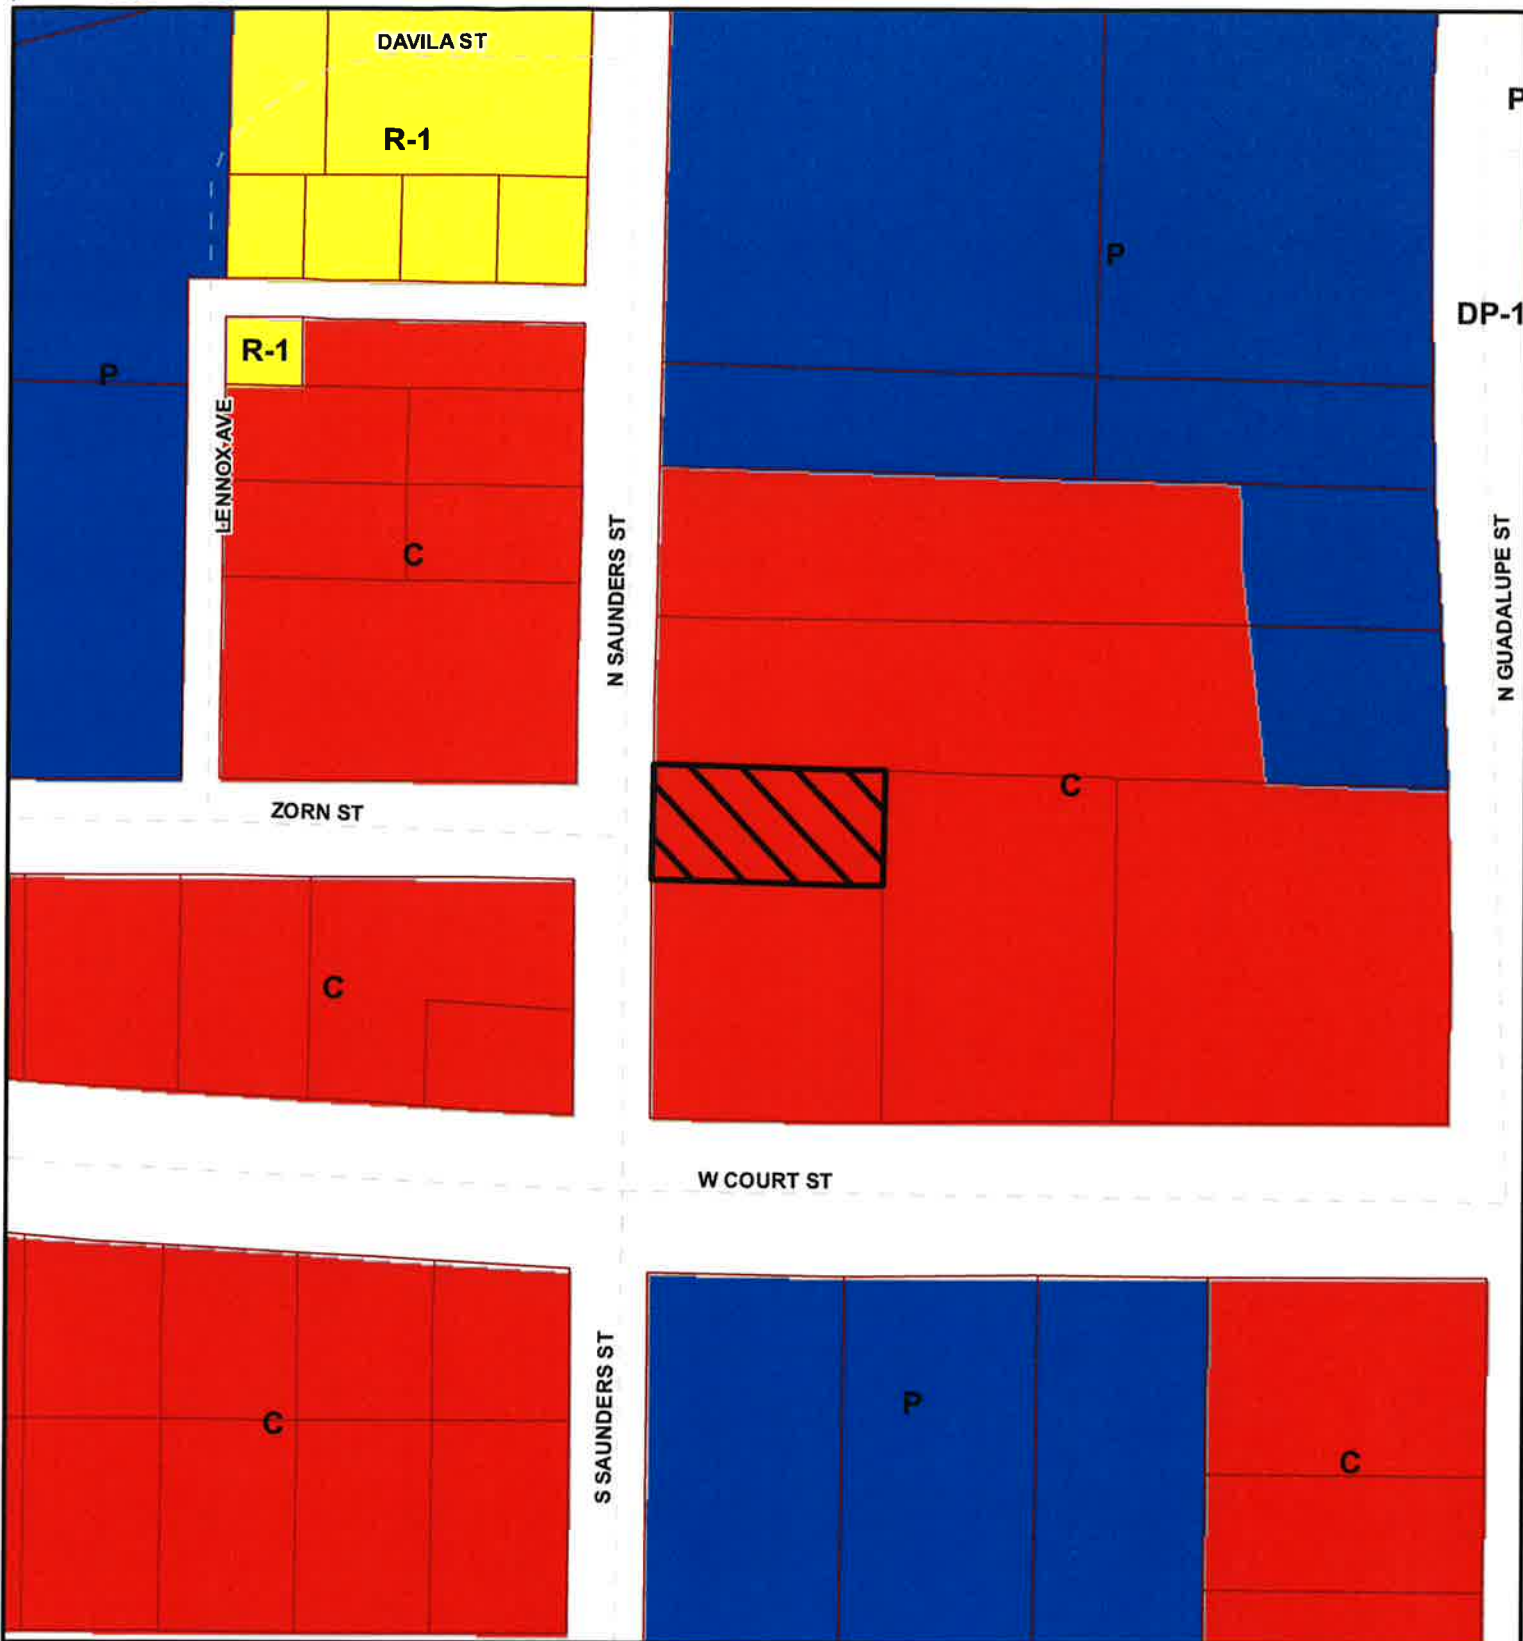 DAVILA ST
P
R-1
P
DP-1
R-1
P
LENNOX AVE
C
N SAUNDERS ST
N GUADALUPE ST
C
ZORN ST
C
W COURT ST
S SAUNDERS ST
P
C
C